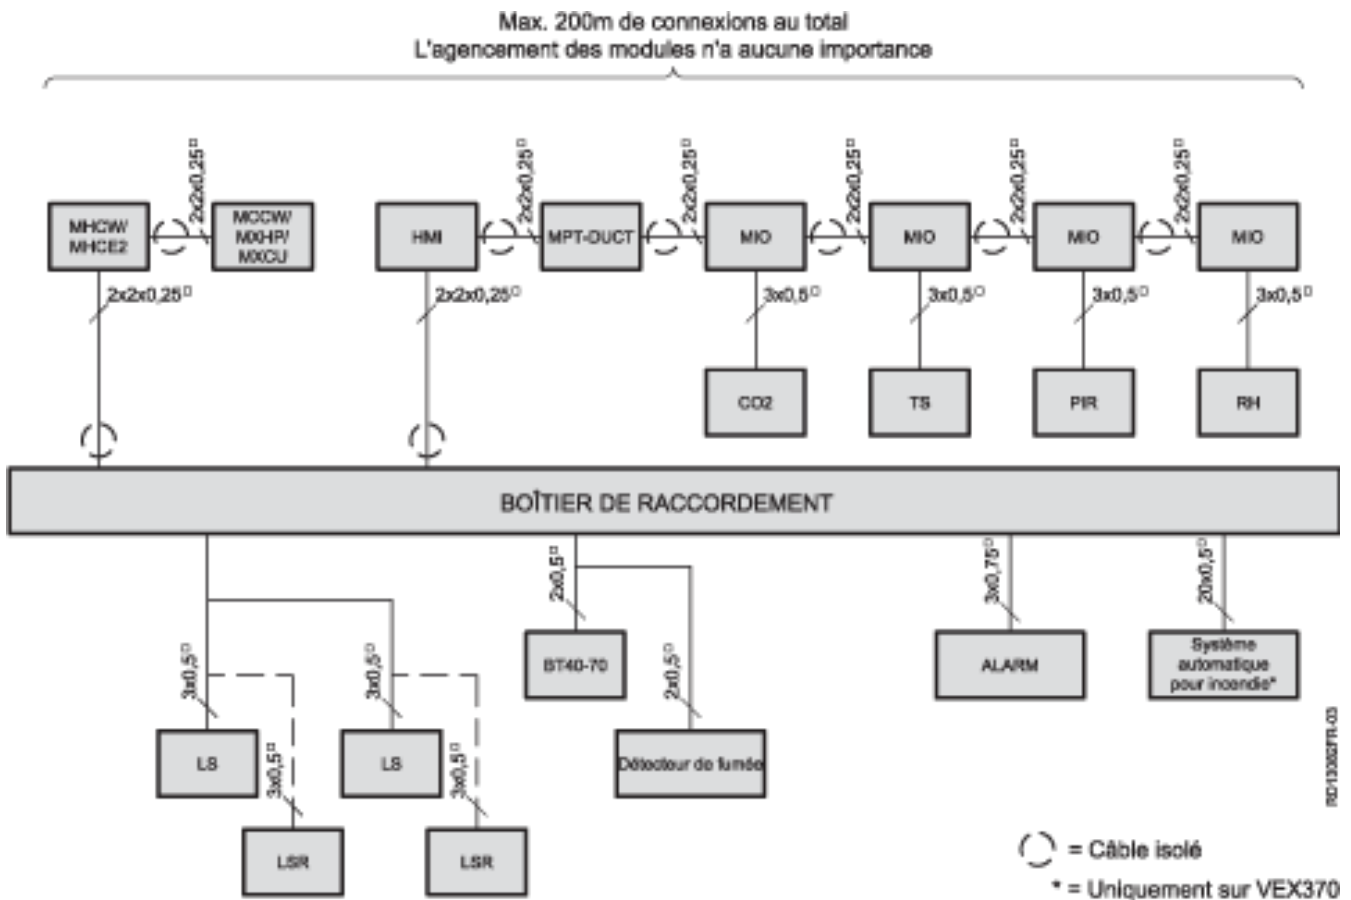 Max. 200m de connexions au total
L'agencement des modules n'a aucune importance
2x2x0,25□
2x2x0,25□
2x2x0,25□
2x2x0,25□
2x2x0,25□
2x2x0,25□
MHCW/
MHCE2
MCCW/
MXHP/
MXCU
HMI
MPT-DUCT
MIO
MIO
MIO
MIO
2x2x0,25□
2x2x0,25□
3x0,5□
3x0,5□
3x0,5□
3x0,5□
CO2
TS
PIR
RH
BOÎTIER DE RACCORDEMENT
2x0,5□
3x0,75□
20x0,5□
BT40-70
ALARM
Système
automatique
pour incendie*
3x0,5□
3x0,5□
2x0,5□
LS
LS
Détecteur de fumée
3x0,5□
3x0,5□
LSR
LSR
RD13082FR-03
= Câble isolé
* = Uniquement sur VEX370